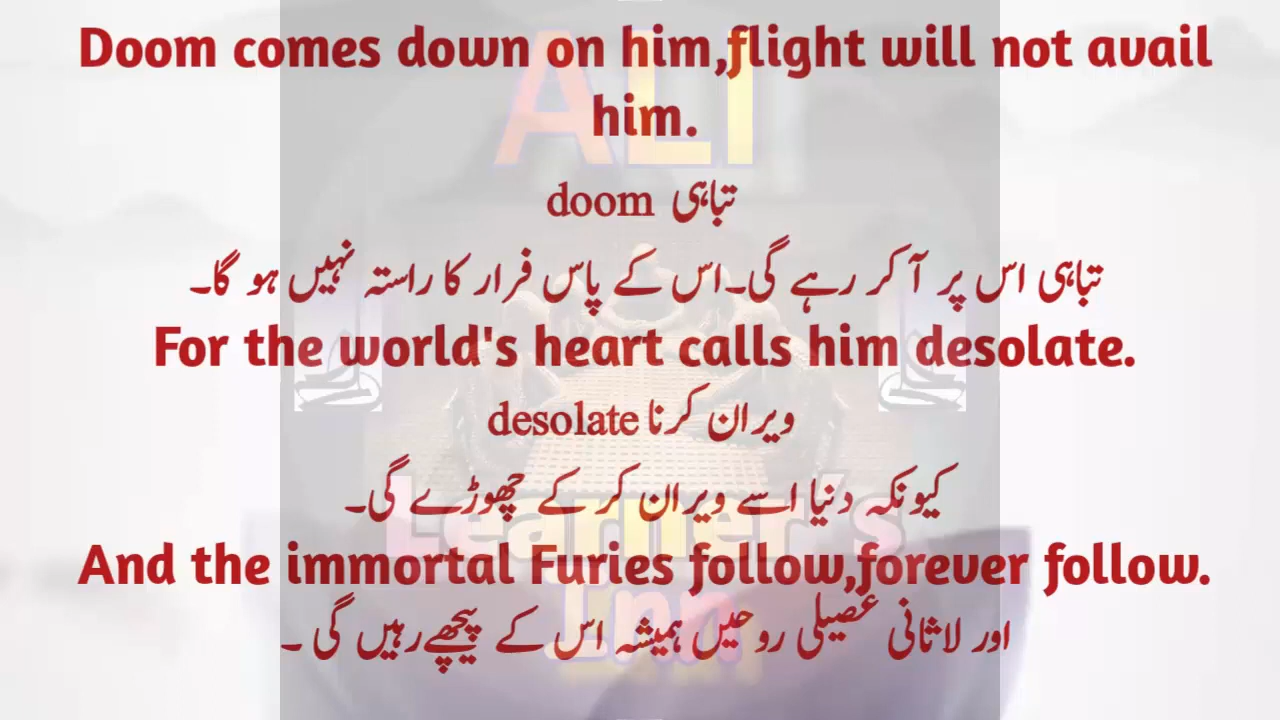 Doom comes down on him,flight will not avail
him.
doom تباہی
تباہی اس پر آ کر رہے گی۔اس کے پاس فرار کا راستہ نہیں ہو گا۔
For the world's heart calls him desolate.
desolate ویران کرنا
کیونکہ دنیا اسے ویران کر کے چھوڑے گی۔
And the immortal Furies follow,forever follow.
اور لاثانی غصیلی روحیں ہمیشہ اس کے پیچھے رہیں گی ۔
ALI
Learner's
Inn